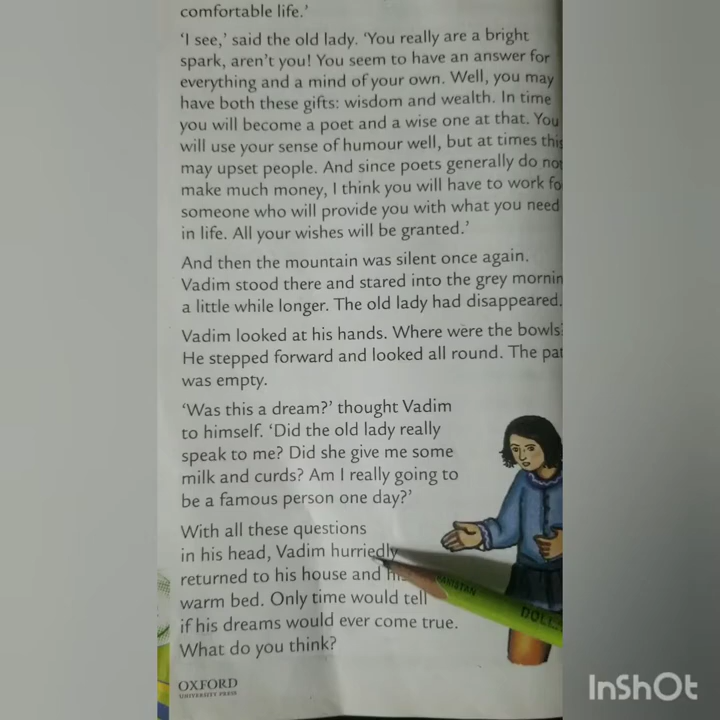 comfortable life.'
'I see,' said the old lady. 'You really are a bright
spark, aren't you! You seem to have an answer for
everything and a mind of your own. Well, you may
have both these gifts: wisdom and wealth. In time
you will become a poet and a wise one at that. You
will use your sense of humour well, but at times this
may upset people. And since poets generally do not
make much money, I think you will have to work fo
someone who will provide you with what you need
in life. All your wishes will be granted.'
And then the mountain was silent once again.
Vadim stood there and stared into the grey mornin
a little while longer. The old lady had disappeared.
Vadim looked at his hands. Where were the bowls?
He stepped forward and looked all round. The pat
was empty.
'Was this a dream?' thought Vadim
to himself. 'Did the old lady really
speak to me? Did she give me some
milk and curds? Am I really going to
be a famous person one day?'
With all these questions
in his head, Vadim hurriedly
returned to his house and
warm bed. Only time would tell
if his dreams would ever come true.
What do you think?
OXFORD
UNIVERSITY PRESS
PAKISTAN
DOLL
InShOt